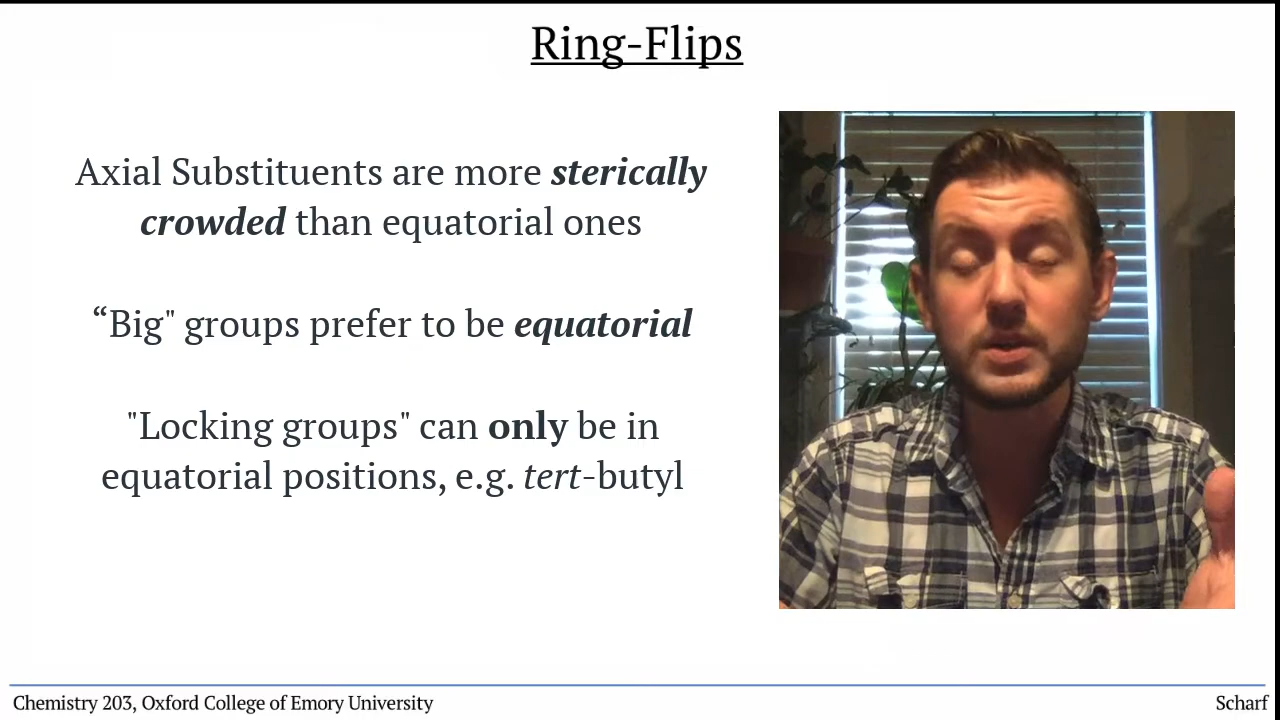 Ring-Flips
Axial Substituents are more sterically
crowded than equatorial ones
“Big" groups prefer to be equatorial
"Locking groups" can only be in
equatorial positions, e.g. tert-butyl
Chemistry 203, Oxford College of Emory University
Scharf